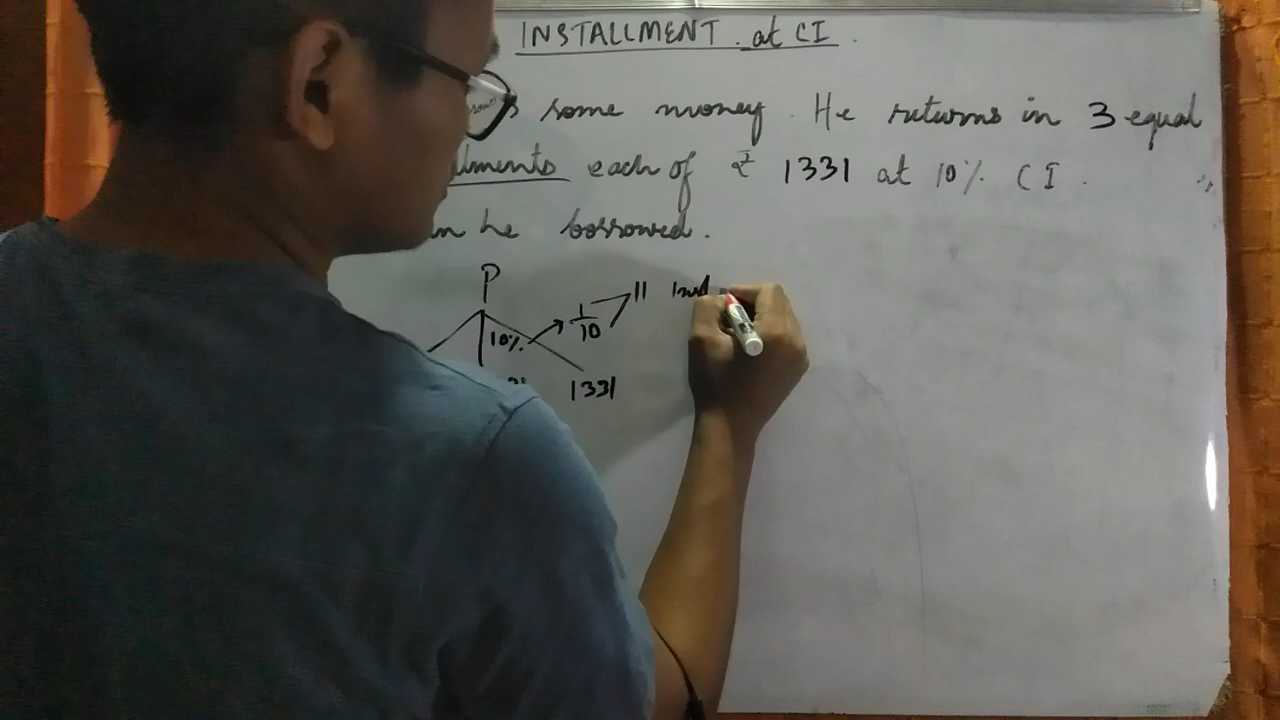 INSTALLMENT at CI.
some money. He returns in 3 equal
each of ₹ 1331 at 10% CI.
he borrowed.
P
1/10 11
10%
1331